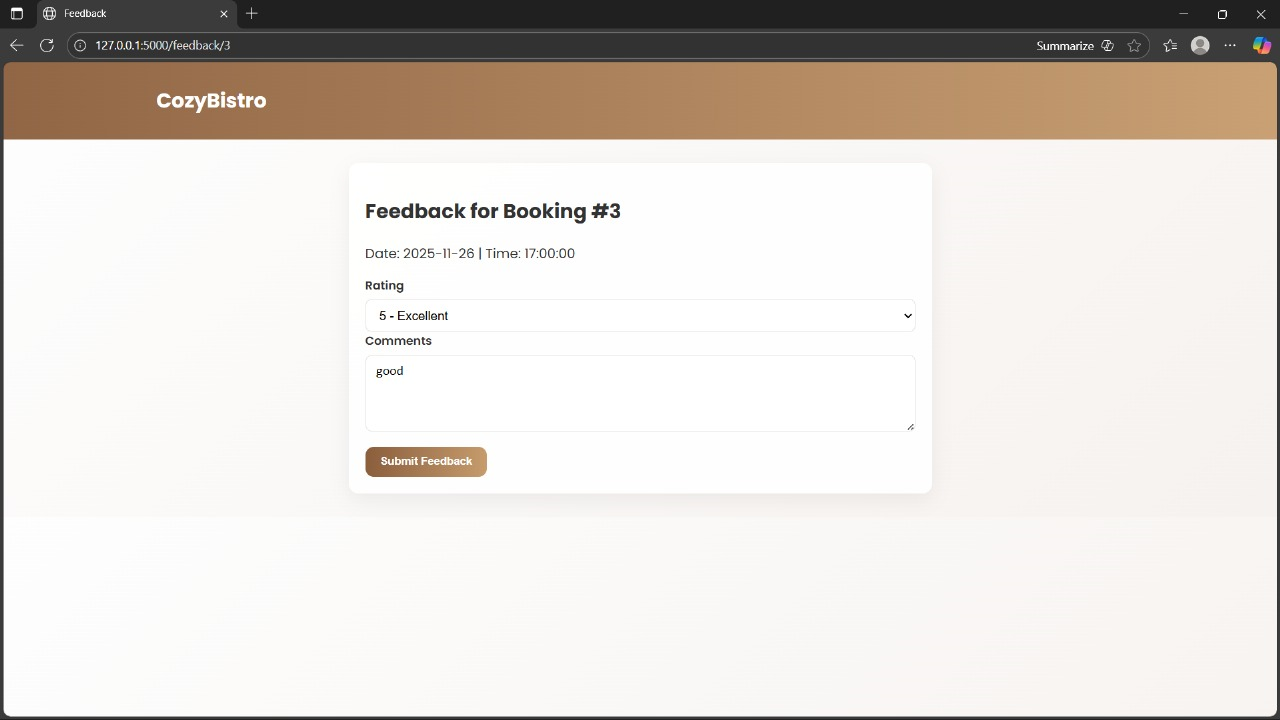 Feedback
127.0.0.1:5000/feedback/3
Summarize
CozyBistro
Feedback for Booking #3
Date: 2025-11-26 | Time: 17:00:00
Rating
5 - Excellent
Comments
good
Submit Feedback